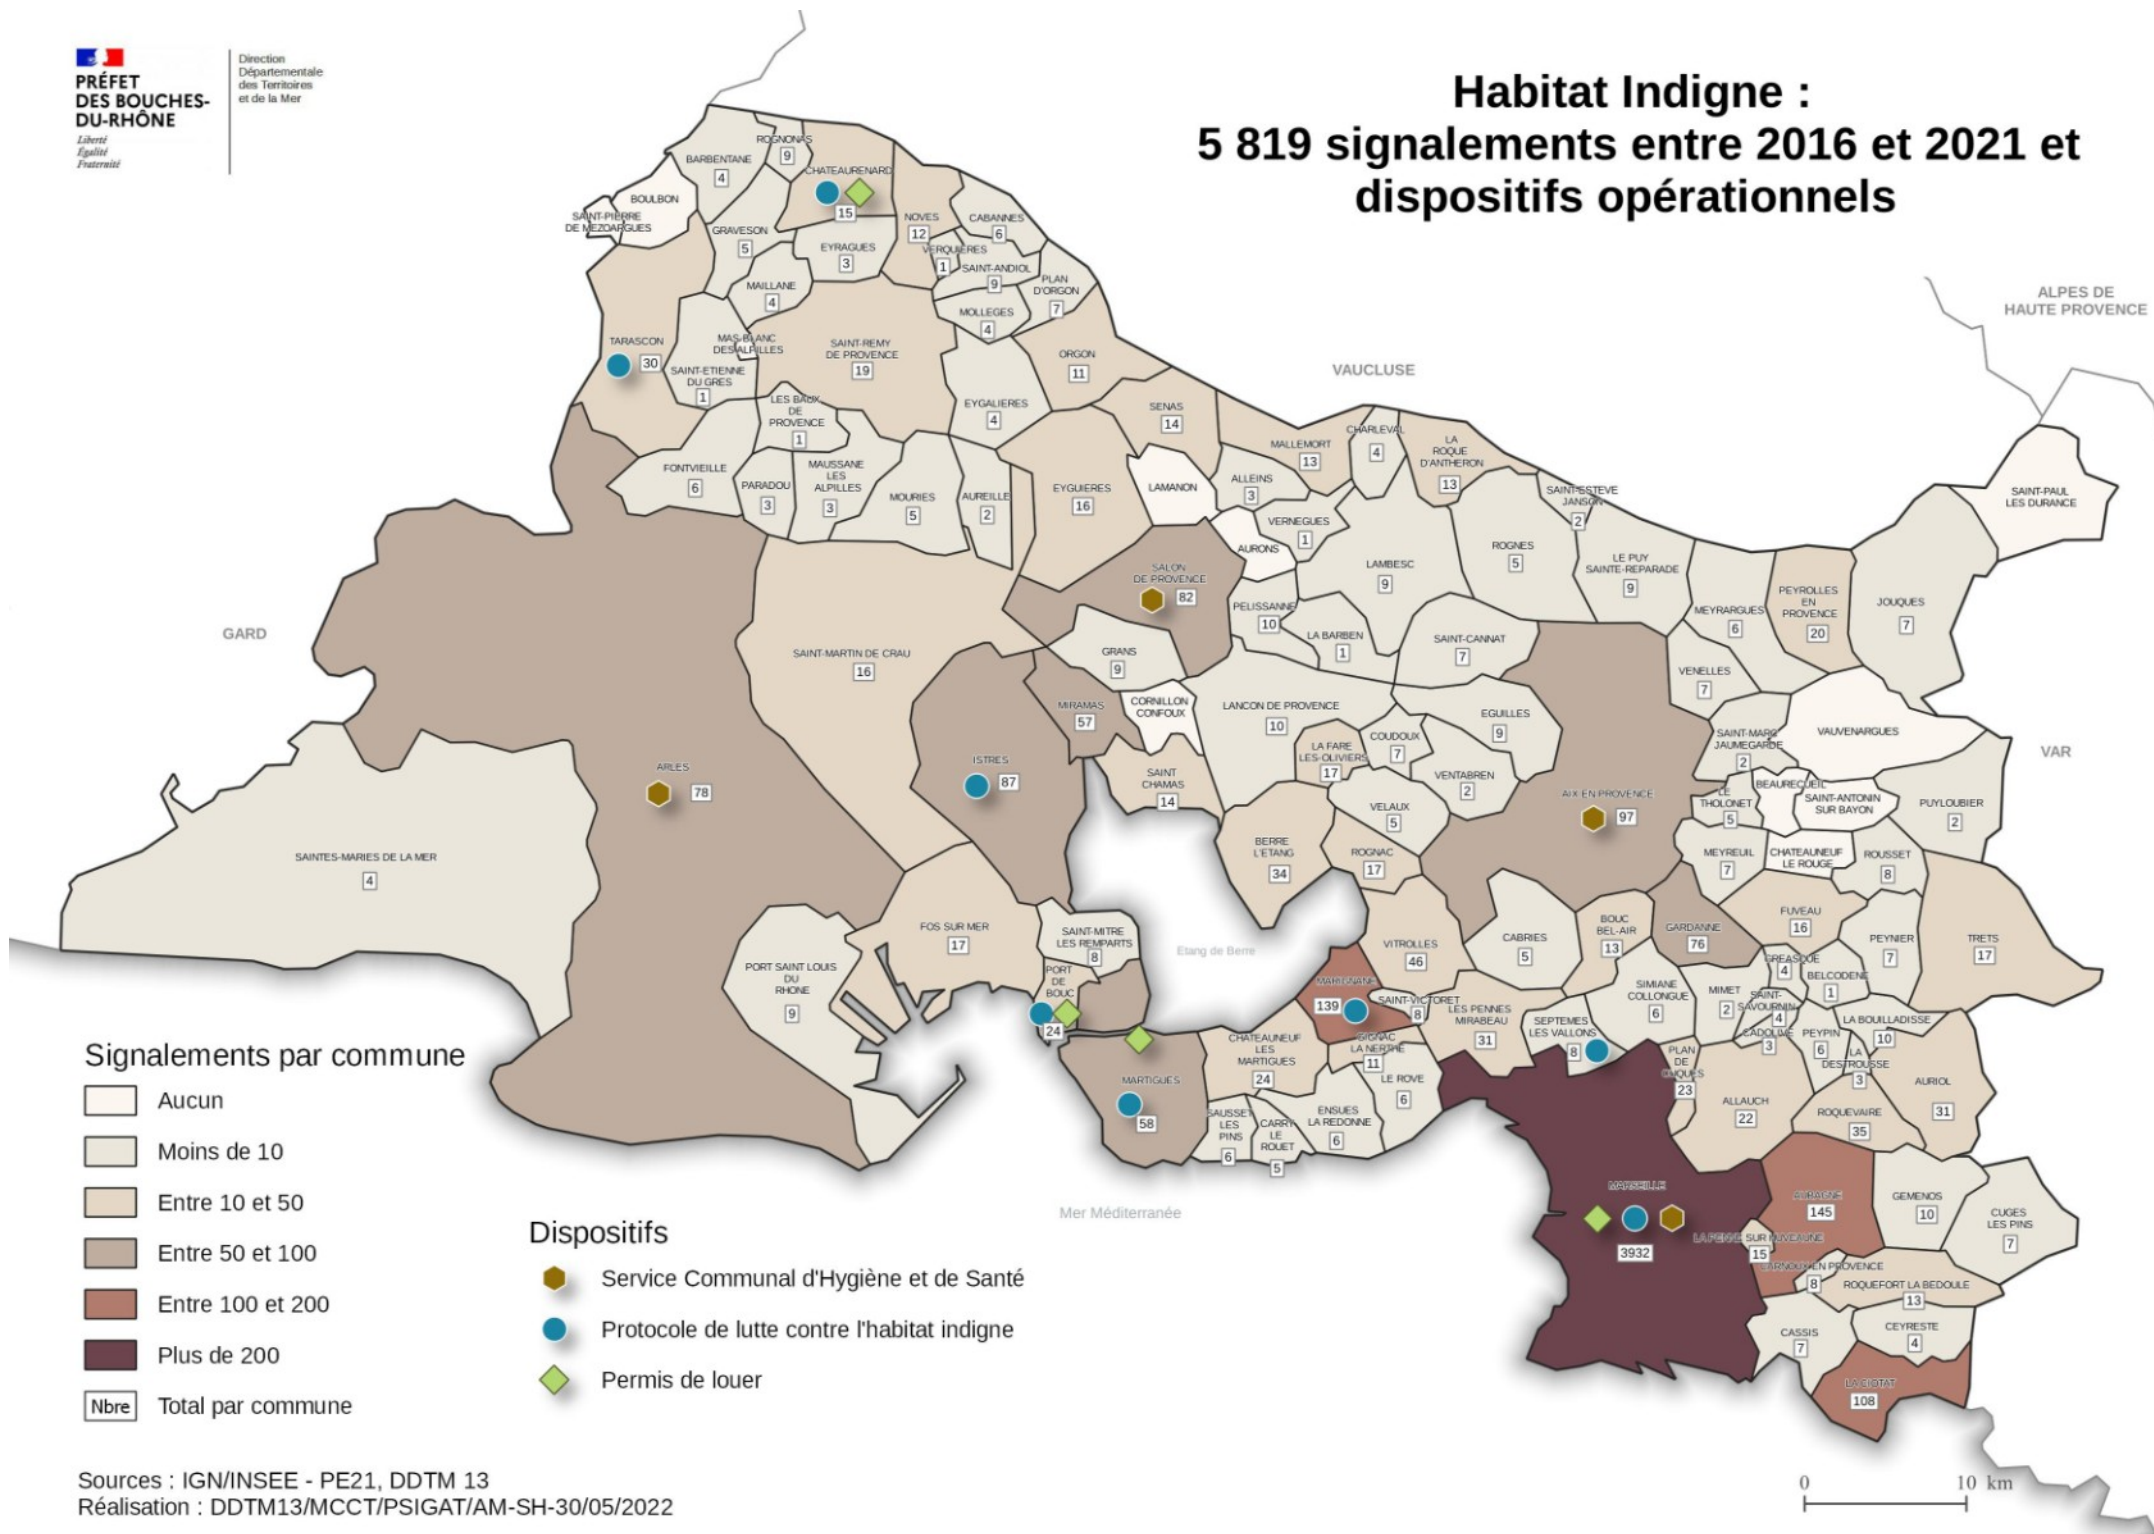 PRÉFET
DES BOUCHES-
DU-RHÔNE
Liberté
Égalité
Fraternité
Direction
Départementale
des Territoires
et de la Mer
Habitat Indigne :
5 819 signalements entre 2016 et 2021 et
dispositifs opérationnels
ROGNONAS
9
BARBENTANE
4
CHATEAURENARD
15
BOULBON
SAINT-PIERRE
DE MEZOARGUES
GRAVESON
5
EYRAGUES
3
NOVES
12
CABANNES
6
VERQUIERES
1
SAINT-ANDIOL
9
PLAN
D'ORGON
7
MAILLANE
4
MOLLEGES
4
TARASCON
30
MAS-BLANC
DES ALPILLES
SAINT-ETIENNE
DU GRES
1
SAINT-REMY
DE PROVENCE
19
ORGON
11
EYGALIERES
4
LES BAUX
DE
PROVENCE
1
SENAS
14
MALLEMORT
13
CHARLEVAL
4
LA
ROQUE
D'ANTHERON
13
FONTVIEILLE
6
PARADOU
3
MAUSSANE
LES
ALPILLES
3
MOURIES
5
AUREILLE
2
EYGUIERES
16
LAMANON
ALLEINS
3
VERNEGUES
1
AURONS
SAINT-ESTEVE
JANSON
2
ROGNES
5
LE PUY
SAINTE-REPARADE
9
LAMBESC
9
SALON
DE PROVENCE
82
PELISSANNE
10
LA BARBEN
1
SAINT-CANNAT
7
MEYRARGUES
6
PEYROLLES
EN
PROVENCE
20
JOUQUES
7
SAINT-PAUL
LES DURANCE
VAUCLUSE
ALPES DE
HAUTE PROVENCE
GARD
VAR
SAINT-MARTIN DE CRAU
16
GRANS
9
MIRAMAS
57
CORNILLON
CONFOUX
LANCON DE PROVENCE
10
EGUILLES
9
VENELLES
7
COUDOUX
7
LA FARE
LES-OLIVIERS
17
VENTABREN
2
SAINT-MARC
JAUMEGARDE
2
VAUVENARGUES
ARLES
78
ISTRES
87
SAINT
CHAMAS
14
VELAUX
5
AIX EN PROVENCE
97
LE
THOLONET
5
BEAURECUEIL
SAINT-ANTONIN
SUR BAYON
PUYLOUBIER
2
SAINTES-MARIES DE LA MER
4
BERRE
L'ETANG
34
ROGNAC
17
MEYREUIL
7
CHATEAUNEUF
LE ROUGE
ROUSSET
8
FOS SUR MER
17
SAINT-MITRE
LES REMPARTS
8
Etang de Berre
VITROLLES
46
CABRIES
5
BOUC
BEL-AIR
13
GARDANNE
76
FUVEAU
16
PEYNIER
7
TRETS
17
PORT SAINT LOUIS
DU
RHONE
9
PORT
DE
BOUC
24
MARIGNANE
139
SAINT-VICTORET
8
LES PENNES
MIRABEAU
31
SEPTEMES
LES VALLONS
8
SIMIANE
COLLONGUE
6
MIMET
2
GREASQUE
4
BELCODENE
1
SAINT-
SAVOURNIN
4
CADOLIVE
3
PEYPIN
6
LA BOUILLADISSE
10
LA
DESTROUSSE
3
CHATEAUNEUF
LES
MARTIGUES
24
GIGNAC
LA NERTHE
11
LE ROVE
6
PLAN
DE
CUQUES
23
ALLAUCH
22
AURIOL
31
ROQUEVAIRE
35
MARTIGUES
58
SAUSSET
LES
PINS
6
CARRY
LE
ROUET
5
ENSUES
LA REDONNE
6
Mer Méditerranée
MARSEILLE
3932
AUBAGNE
145
GEMENOS
10
CUGES
LES PINS
7
LA PENNE SUR HUVEAUNE
15
CARNOUX EN PROVENCE
8
ROQUEFORT LA BEDOULE
13
CASSIS
7
CEYRESTE
4
LA CIOTAT
108
Signalements par commune
Aucun
Moins de 10
Entre 10 et 50
Entre 50 et 100
Entre 100 et 200
Plus de 200
Nbre Total par commune
Dispositifs
Service Communal d'Hygiène et de Santé
Protocole de lutte contre l'habitat indigne
Permis de louer
Sources : IGN/INSEE - PE21, DDTM 13
Réalisation : DDTM13/MCCT/PSIGAT/AM-SH-30/05/2022
0 10 km